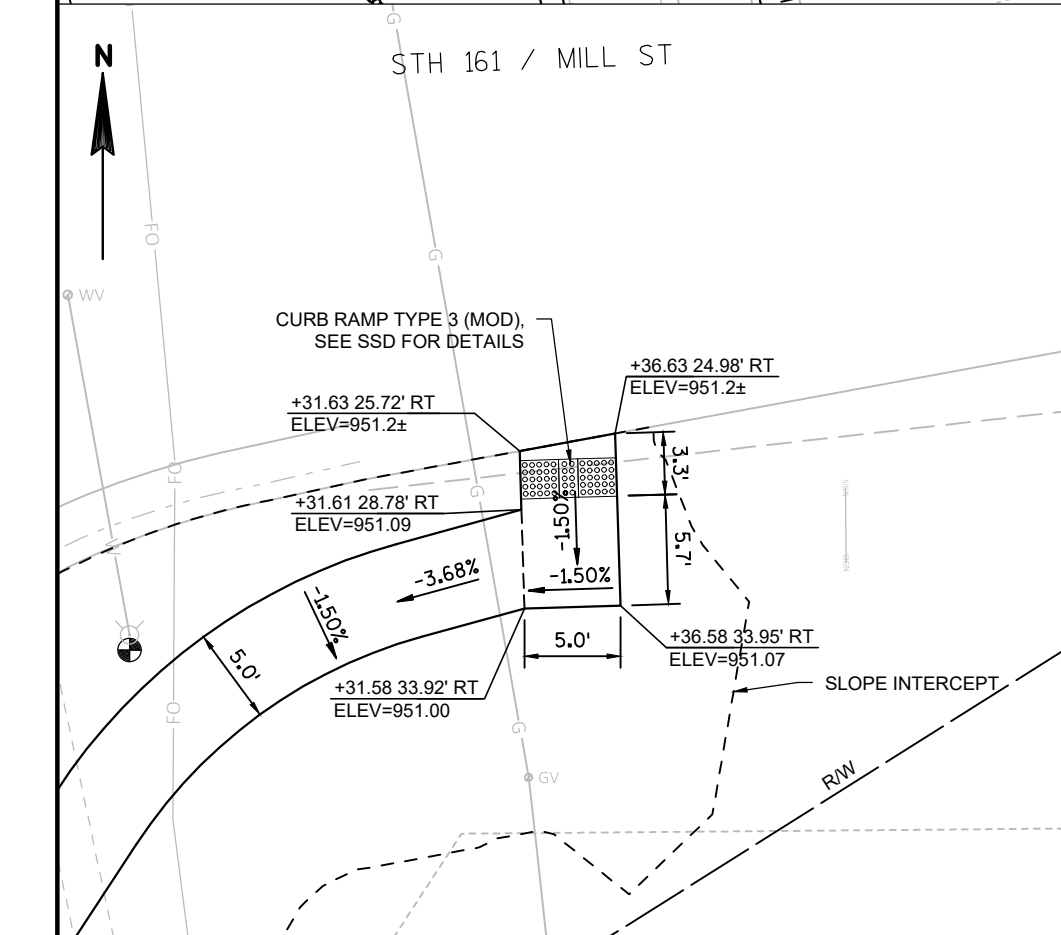 STH 161 / MILL ST
N
G
FO
G
WV
CURB RAMP TYPE 3 (MOD),
SEE SSD FOR DETAILS
+36.63 24.98' RT
ELEV=951.2±
+31.63 25.72' RT
ELEV=951.2±
3.3'
FO
G
SIGN
+31.61 28.78' RT
ELEV=951.09
-1.50%
W
5.7'
SIGN
-3.68%
-1.50%
-1.50%
5.0'
5.0'
+36.58 33.95' RT
ELEV=951.07
+31.58 33.92' RT
ELEV=951.00
SLOPE INTERCEPT
FO
G
GV
R/W